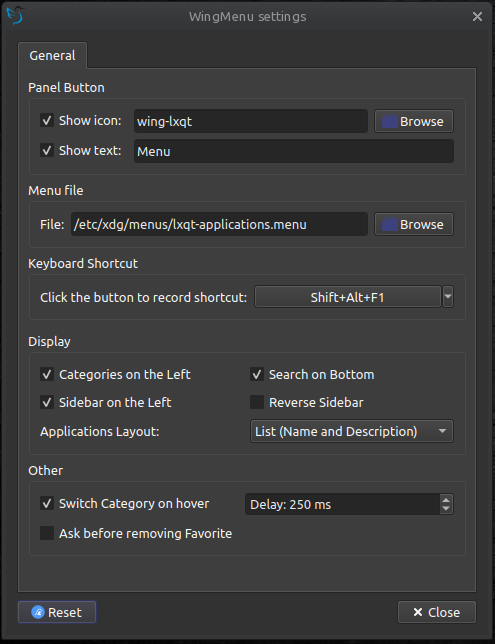 WingMenu settings
General
Panel Button
Show icon: wing-lxqt Browse
Show text: Menu
Menu file
File: /etc/xdg/menus/lxqt-applications.menu Browse
Keyboard Shortcut
Click the button to record shortcut: Shift+Alt+F1
Display
Categories on the Left Search on Bottom
Sidebar on the Left Reverse Sidebar
Applications Layout: List (Name and Description)
Other
Switch Category on hover Delay: 250 ms
Ask before removing Favorite
Reset Close